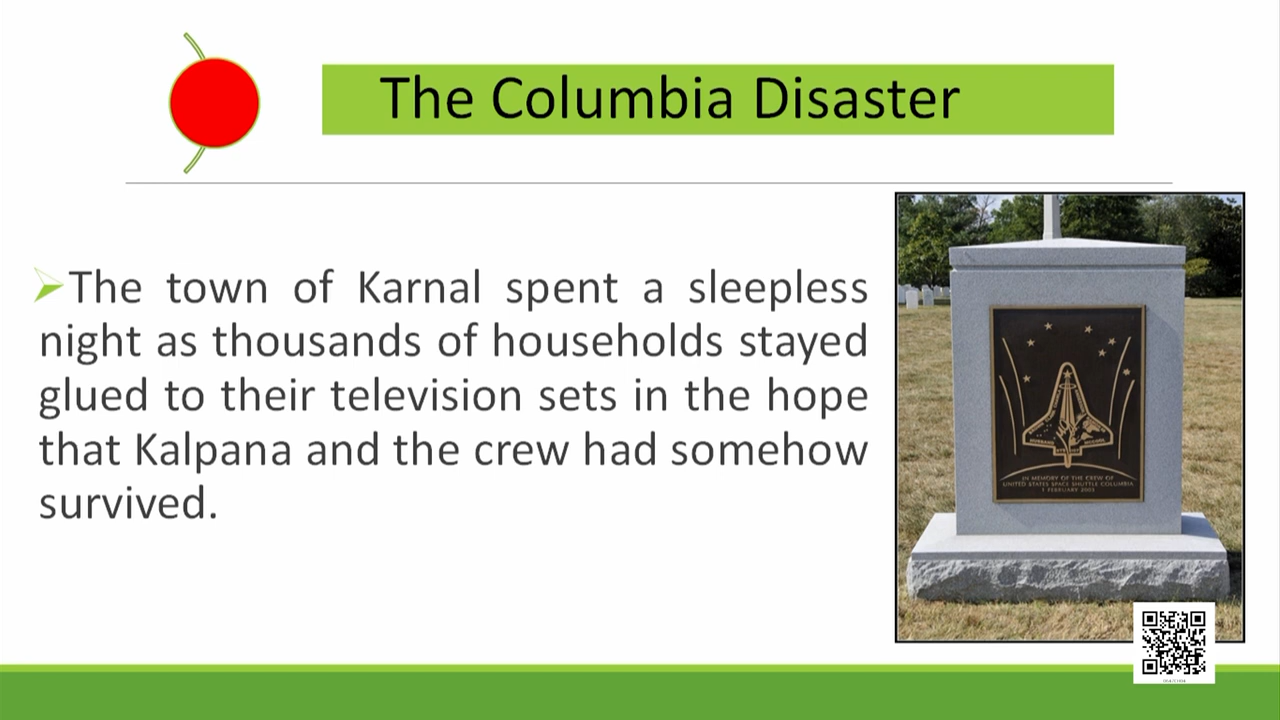 The Columbia Disaster
The town of Karnal spent a sleepless
night as thousands of households stayed
glued to their television sets in the hope
that Kalpana and the crew had somehow
survived.
IN MEMORY OF THE CREW OF
UNITED STATES SPACE SHUTTLE COLUMBIA
1 FEBRUARY 2003